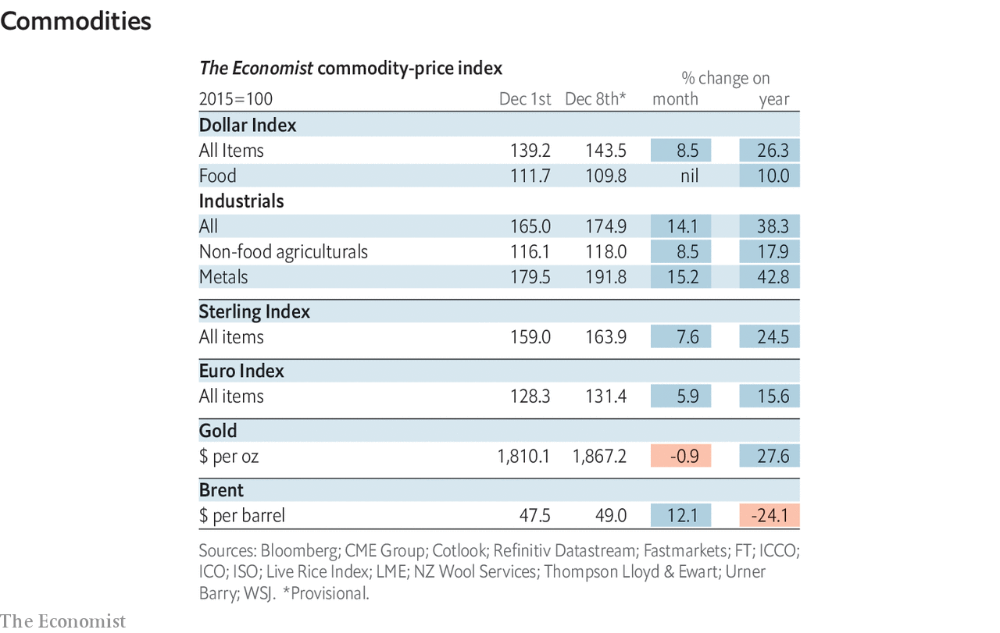 Commodities
The Economist commodity-price index
% change on
2015=100 Dec 1st Dec 8th* month year
Dollar Index
All Items 139.2 143.5 8.5 26.3
Food 111.7 109.8 nil 10.0
Industrials
All 165.0 174.9 14.1 38.3
Non-food agriculturals 116.1 118.0 8.5 17.9
Metals 179.5 191.8 15.2 42.8
Sterling Index
All items 159.0 163.9 7.6 24.5
Euro Index
All items 128.3 131.4 5.9 15.6
Gold
$ per oz 1,810.1 1,867.2 -0.9 27.6
Brent
$ per barrel 47.5 49.0 12.1 -24.1
Sources: Bloomberg; CME Group; Cotlook; Refinitiv Datastream; Fastmarkets; FT; ICCO;
ICO; ISO; Live Rice Index; LME; NZ Wool Services; Thompson Lloyd & Ewart; Urner
Barry; WSJ. *Provisional.
The Economist